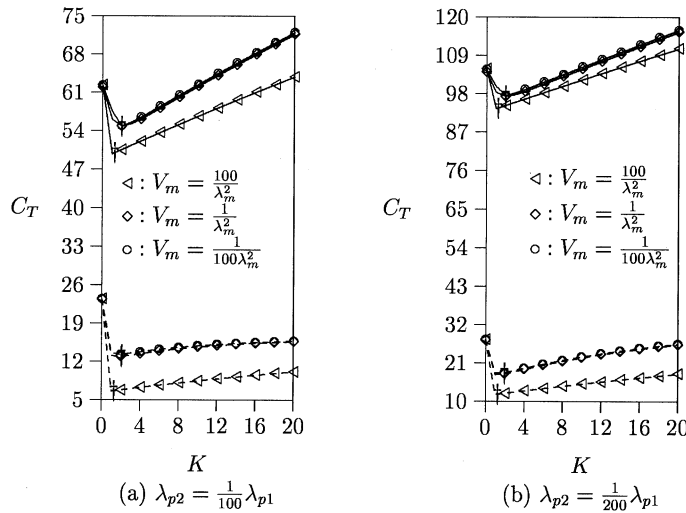 75
68
61
54
47
40
33
26
19
12
5
C_T
◁ : V_m = 100/λ_m^2
◇ : V_m = 1/λ_m^2
○ : V_m = 1/100λ_m^2
0 4 8 12 16 20
K
(a) λ_p2 = 1/100 λ_p1
120
109
98
87
76
65
54
43
32
21
10
C_T
◁ : V_m = 100/λ_m^2
◇ : V_m = 1/λ_m^2
○ : V_m = 1/100λ_m^2
0 4 8 12 16 20
K
(b) λ_p2 = 1/200 λ_p1